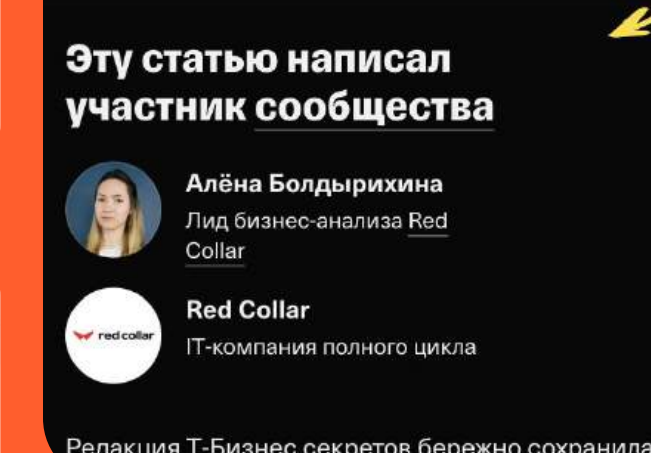 Эту статью написал
участник сообщества
Алёна Болдырихина
Лид бизнес-анализа Red
Collar
Red Collar
red collar
IT-компания полного цикла
Редакция Т-Бизнес секретов бережно сохранила